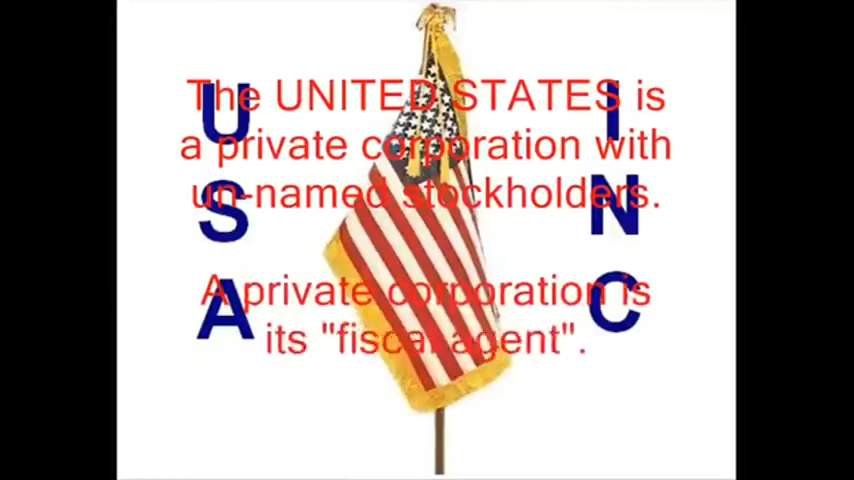 The UNITED STATES is
a private corporation with
un-named stockholders.
A private corporation is
its "fiscal agent".
U
S
A
I
N
C